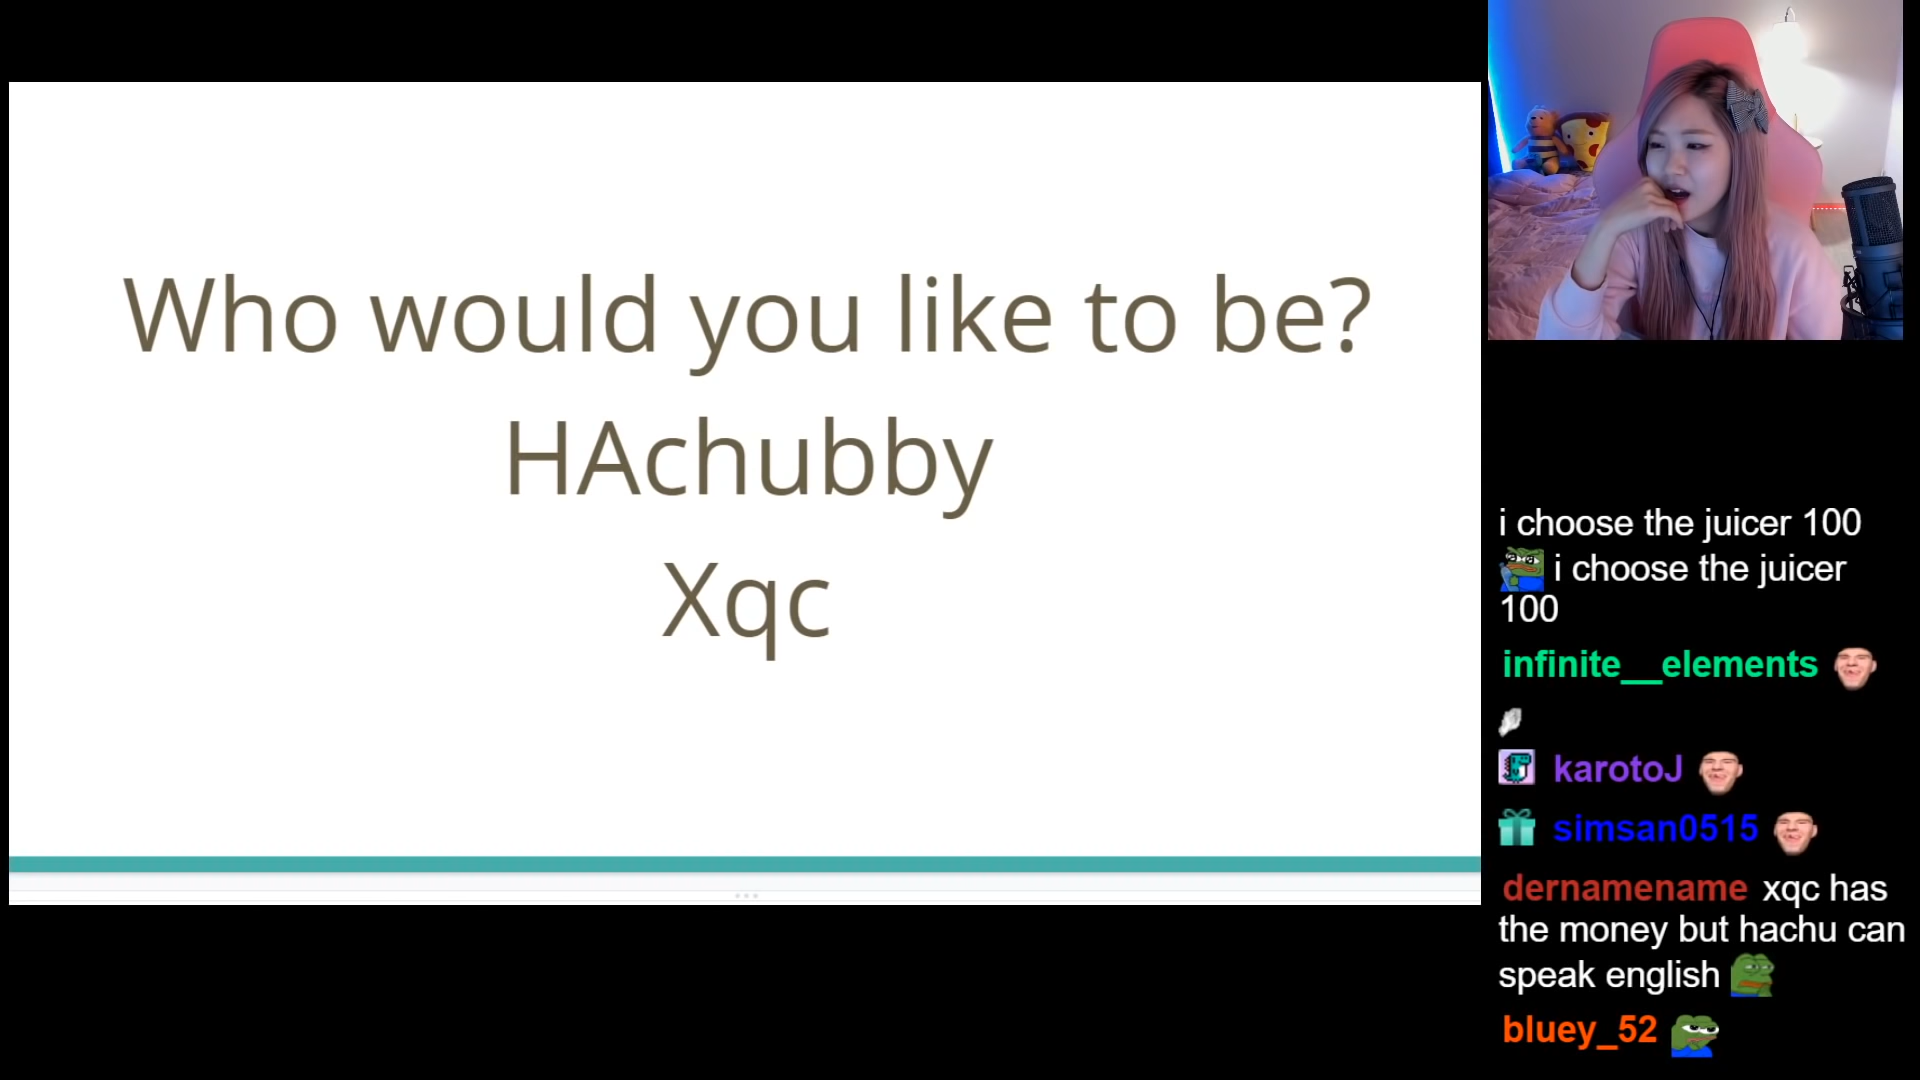 Who would you like to be?
HAchubby
Xqc
i choose the juicer 100
i choose the juicer
100
infinite__elements
karotoJ
simsan0515
dernamename xqc has
the money but hachu can
speak english
bluey_52